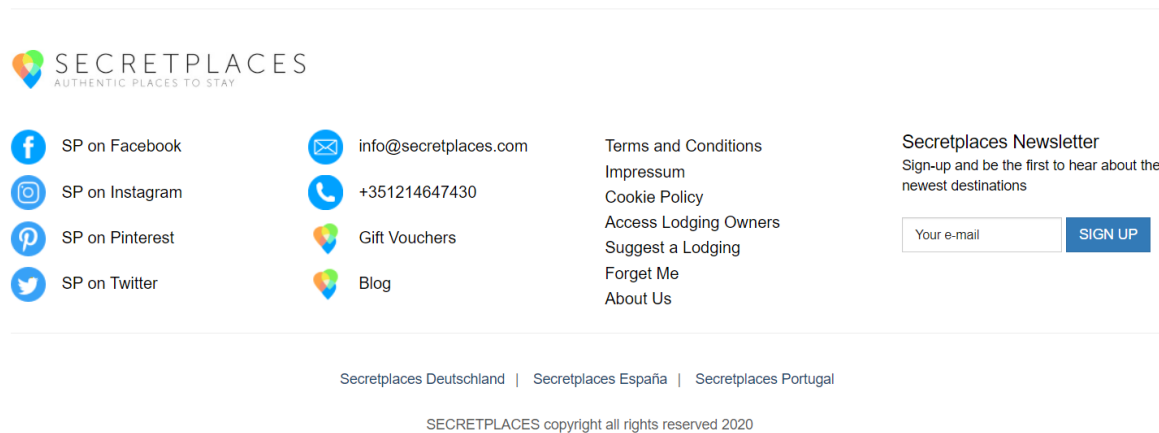 SECRETPLACES
AUTHENTIC PLACES TO STAY
SP on Facebook
SP on Instagram
SP on Pinterest
SP on Twitter
info@secretplaces.com
+351214647430
Gift Vouchers
Blog
Terms and Conditions
Impressum
Cookie Policy
Access Lodging Owners
Suggest a Lodging
Forget Me
About Us
Secretplaces Newsletter
Sign-up and be the first to hear about the
newest destinations
Your e-mail
SIGN UP
Secretplaces Deutschland | Secretplaces España | Secretplaces Portugal
SECRETPLACES copyright all rights reserved 2020